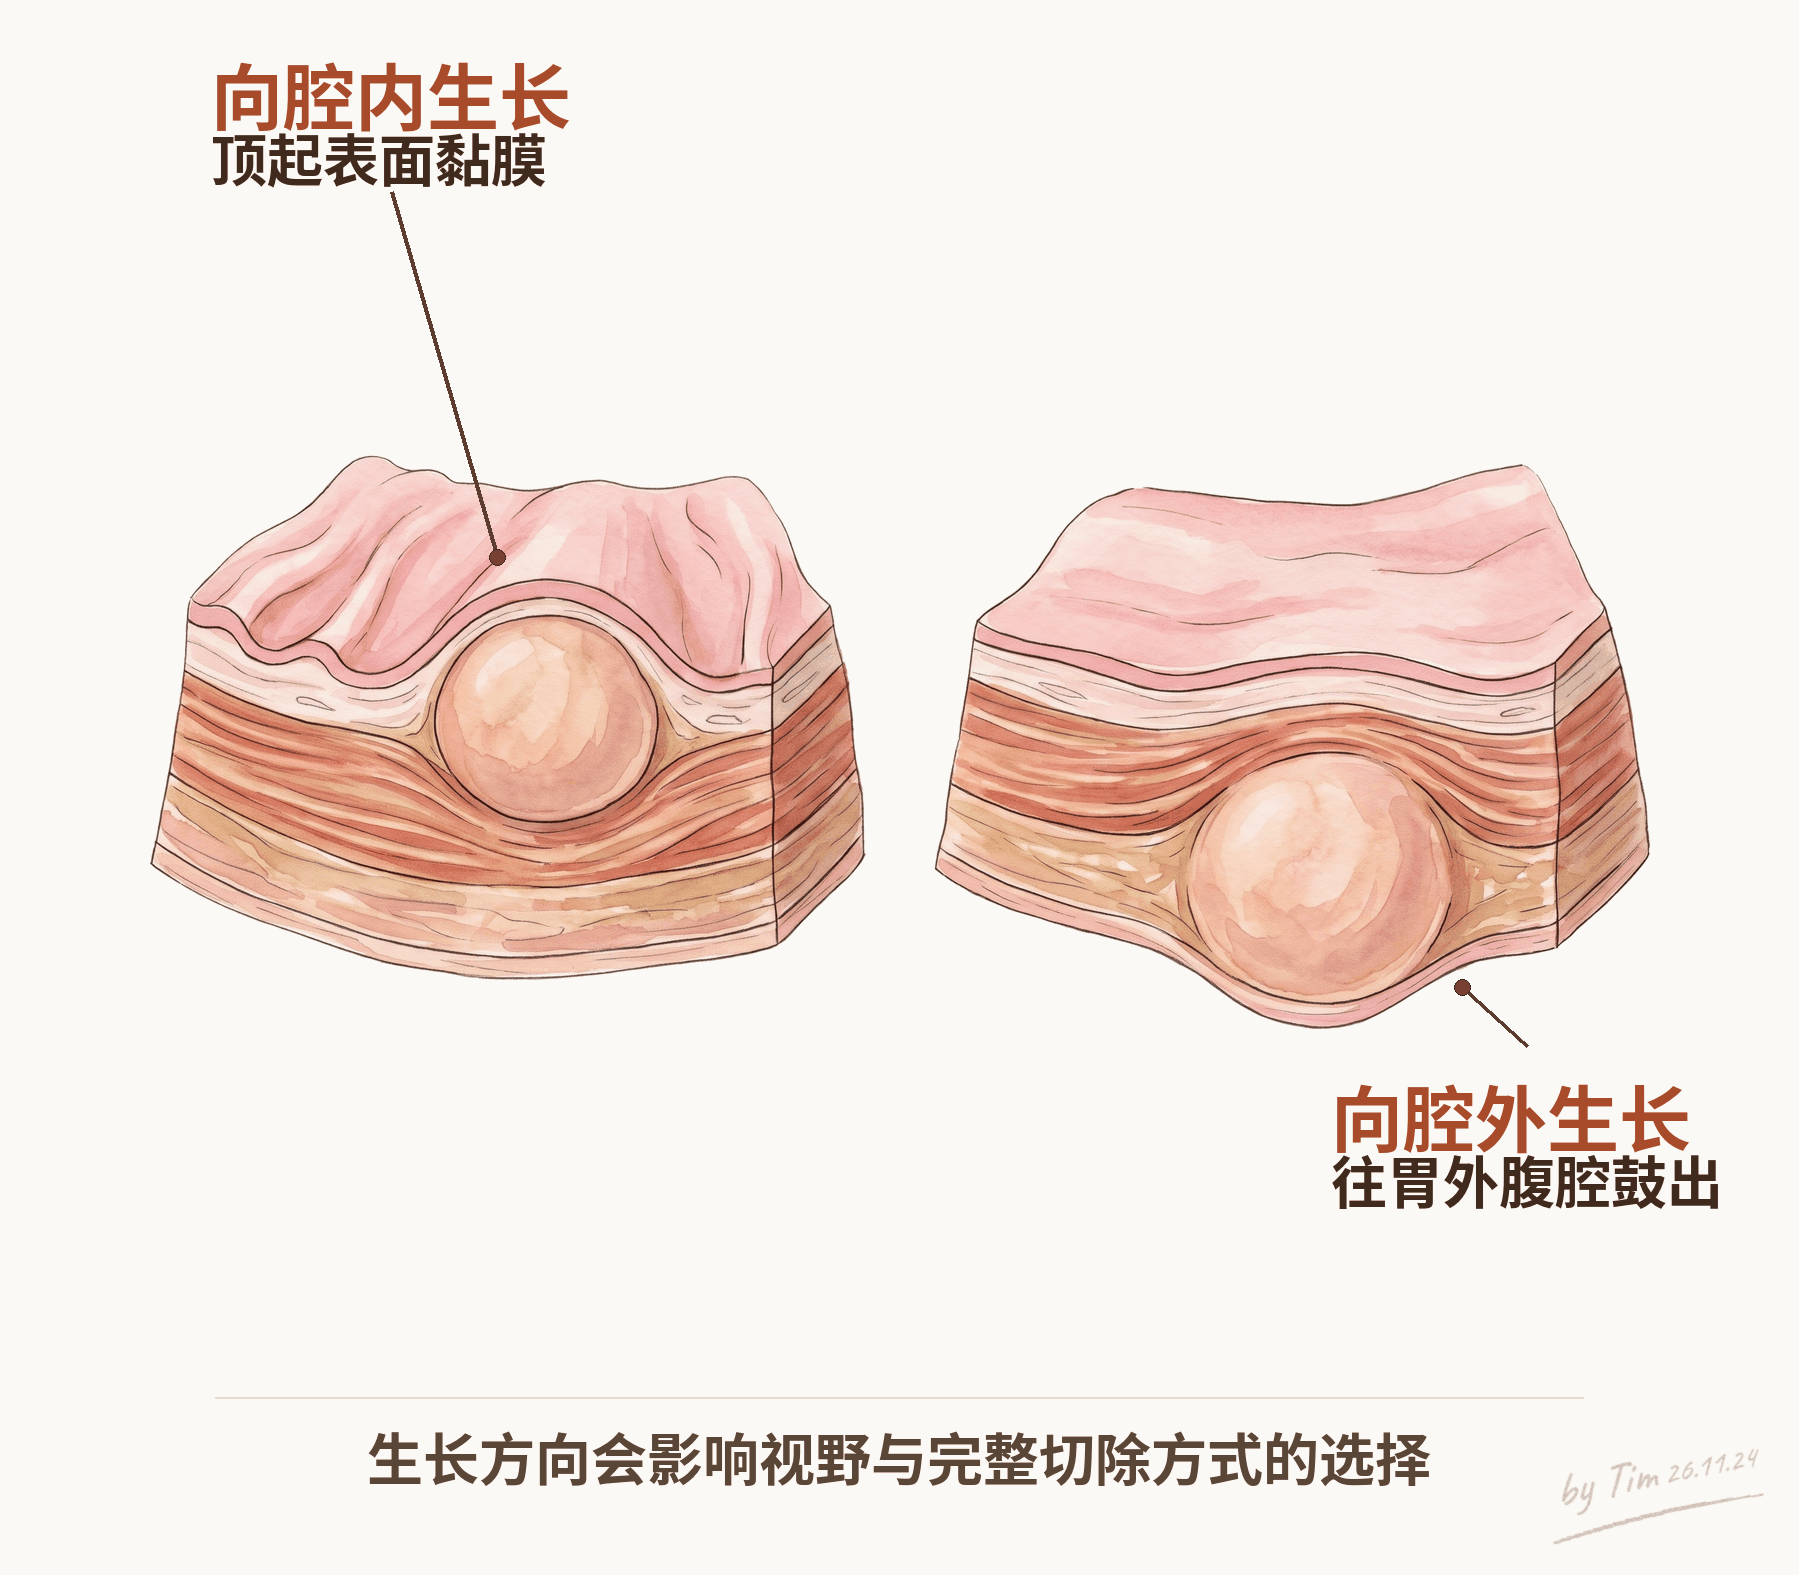 向腔内生长
顶起表面黏膜
向腔外生长
往胃外腹腔鼓出
生长方向会影响视野与完整切除方式的选择
by Tim 26.11.24